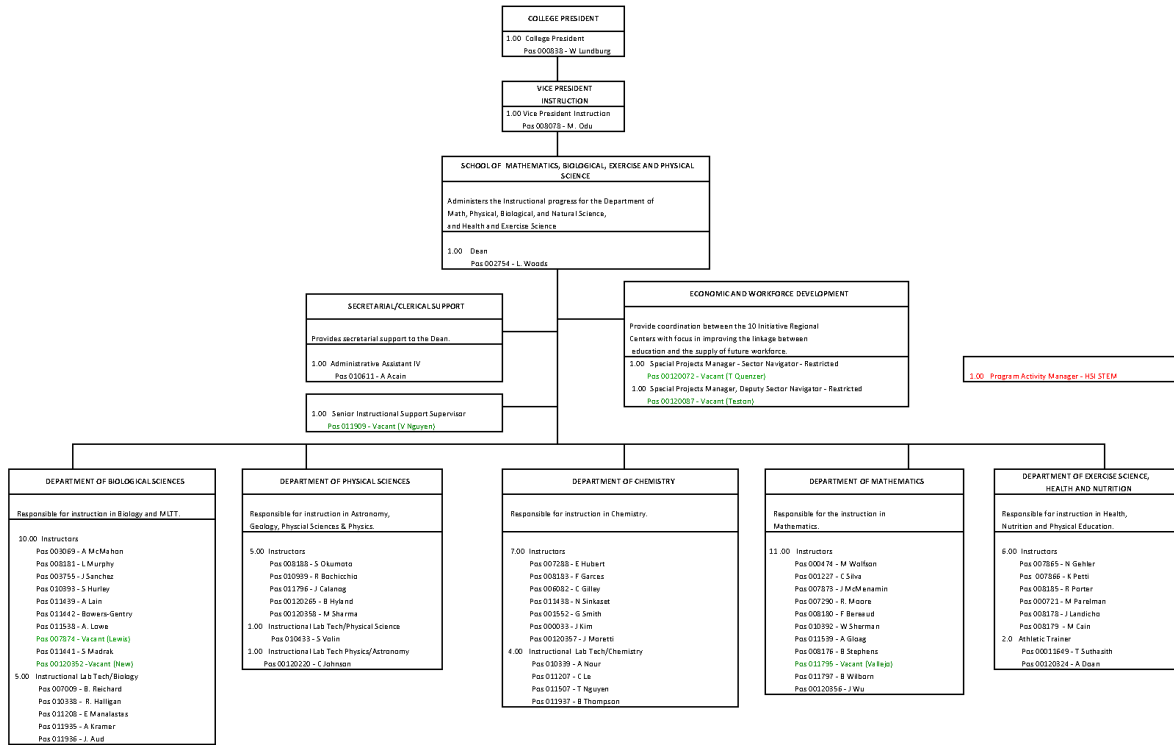 COLLEGE PRESIDENT
1.00 College President
Pos 000838 - W Lundburg
VICE PRESIDENT
INSTRUCTION
1.00 Vice President Instruction
Pos 008078 - M. Odu
SCHOOL OF MATHEMATICS, BIOLOGICAL, EXERCISE AND PHYSICAL
SCIENCE
Administers the Instructional progress for the Department of
Math, Physical, Biological, and Natural Science,
and Health and Exercise Science
1.00 Dean
Pos 002754 - L. Woods
SECRETARIAL/CLERICAL SUPPORT
Provides secretarial support to the Dean.
1.00 Administrative Assistant IV
Pos 010611 - A Acain
1.00 Senior Instructional Support Supervisor
Pos 011909 - Vacant (V Nguyen)
ECONOMIC AND WORKFORCE DEVELOPMENT
Provide coordination between the 10 Initiative Regional
Centers with focus in improving the linkage between
education and the supply of future workforce.
1.00 Special Projects Manager - Sector Navigator - Restricted
Pos 00120072 - Vacant (T Quenzer)
1.00 Special Projects Manager, Deputy Sector Navigator - Restricted
Pos 00120087 - Vacant (Teston)
1.00 Program Activity Manager - HSI STEM
DEPARTMENT OF BIOLOGICAL SCIENCES
Responsible for instruction in Biology and MLTT.
10.00 Instructors
Pos 003069 - A McMahon
Pos 008181 - L Murphy
Pos 003755 - J Sanchez
Pos 010393 - S Hurley
Pos 011439 - A Lain
Pos 011442 - Bowers-Gentry
Pos 011538 - A. Lowe
Pos 007874 - Vacant (Lewis)
Pos 011441 - S Madrak
Pos 00120352 - Vacant (New)
5.00 Instructional Lab Tech/Biology
Pos 007009 - B. Reichard
Pos 010338 - R. Halligan
Pos 011208 - E Manalastas
Pos 011935 - A Kramer
Pos 011936 - J. Aud
DEPARTMENT OF PHYSICAL SCIENCES
Responsible for instruction in Astronomy,
Geology, Physcial Sciences & Physics.
5.00 Instructors
Pos 008188 - S Okumoto
Pos 010939 - R Bochicchio
Pos 011796 - J Calanog
Pos 00120265 - B Hyland
Pos 00120358 - M Sharma
1.00 Instructional Lab Tech/Physical Science
Pos 010433 - S Valin
1.00 Instructional Lab Tech Physics/Astronomy
Pos 00120220 - C Johnson
DEPARTMENT OF CHEMISTRY
Responsible for instruction in Chemistry.
7.00 Instructors
Pos 007288 - E Hubert
Pos 008183 - F Garces
Pos 006082 - C Gilley
Pos 011438 - N Sinkaset
Pos 001552 - G Smith
Pos 000033 - J Kim
Pos 00120357 - J Moretti
4.00 Instructional Lab Tech/Chemistry
Pos 010339 - A Nour
Pos 011207 - C Le
Pos 011507 - T Nguyen
Pos 011937 - B Thompson
DEPARTMENT OF MATHEMATICS
Responsible for the instruction in
Mathematics.
11.00 Instructors
Pos 000474 - M Wolfson
Pos 001227 - C Silva
Pos 007873 - J McMenamin
Pos 007290 - R. Moore
Pos 008180 - F Bereaud
Pos 010392 - W Sherman
Pos 011539 - A Gloag
Pos 008176 - B Stephens
Pos 011795 - Vacant (Vallejo)
Pos 011797 - B Wilborn
Pos 00120356 - J Wu
DEPARTMENT OF EXERCISE SCIENCE,
HEALTH AND NUTRITION
Responsible for instruction in Health,
Nutrition and Physical Education.
6.00 Instructors
Pos 007865 - N Gehler
Pos 007866 - K Petti
Pos 008185 - R Porter
Pos 000721 - M Parelman
Pos 008178 - J Landicho
Pos 008179 - M Cain
2.0 Athletic Trainer
Pos 00011649 - T Suthasith
Pos 00120324 - A Doan